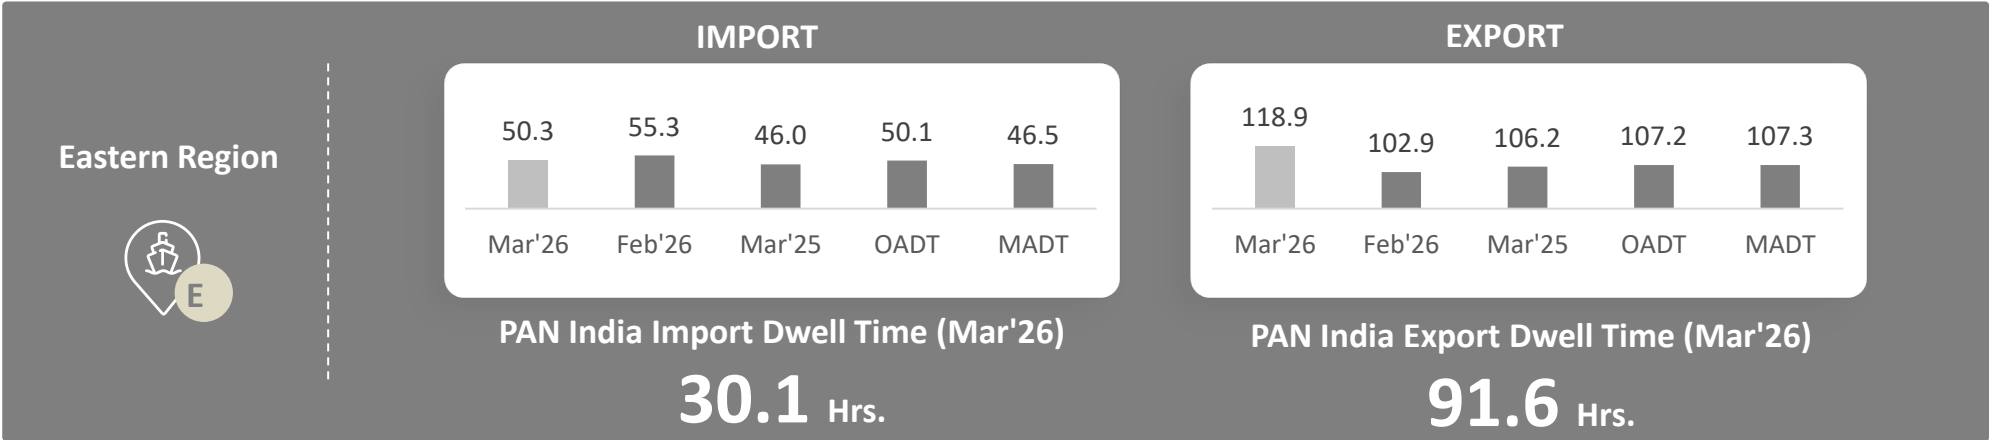 Eastern Region
E
IMPORT
50.3 55.3 46.0 50.1 46.5
Mar'26 Feb'26 Mar'25 OADT MADT
PAN India Import Dwell Time (Mar'26)
30.1 Hrs.
EXPORT
118.9 102.9 106.2 107.2 107.3
Mar'26 Feb'26 Mar'25 OADT MADT
PAN India Export Dwell Time (Mar'26)
91.6 Hrs.